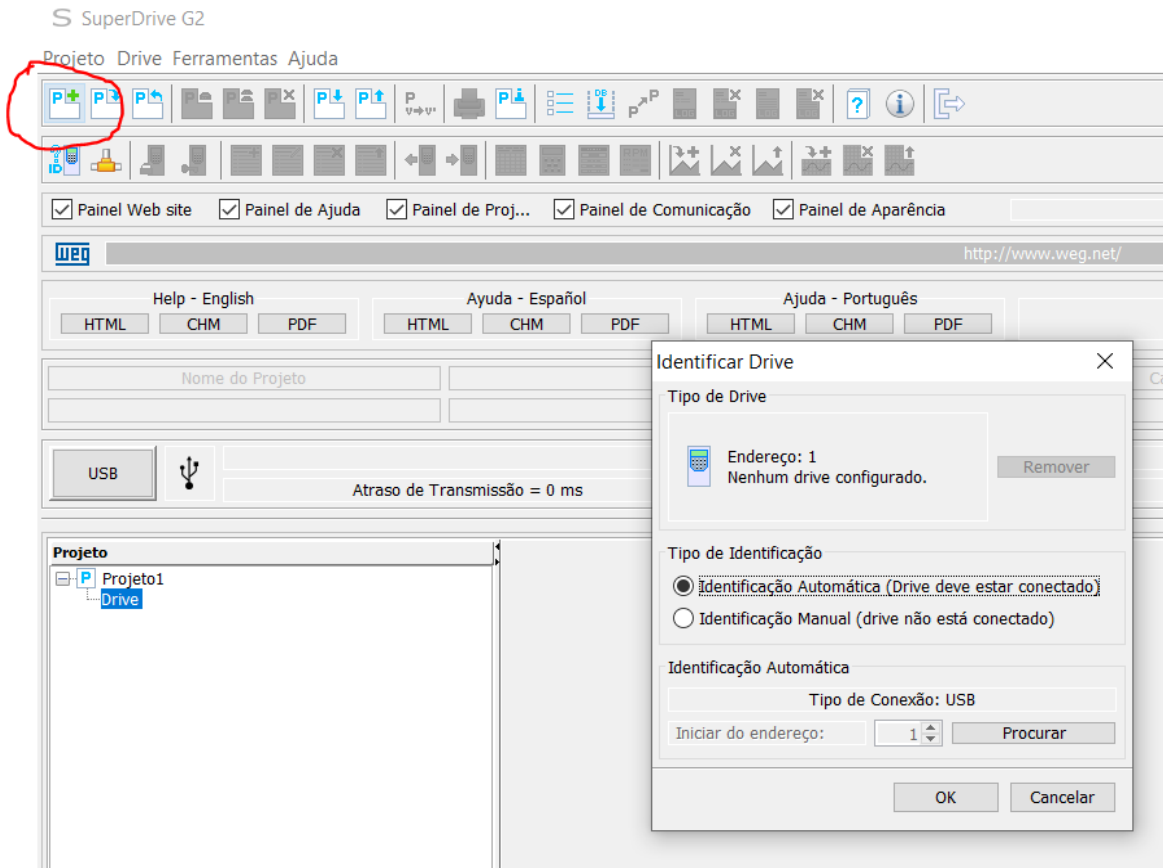 SuperDrive G2
Projeto Drive Ferramentas Ajuda
Painel Web site Painel de Ajuda Painel de Proj... Painel de Comunicação Painel de Aparência
weg http://www.weg.net/
Help - English Ayuda - Español Ajuda - Português
HTML CHM PDF HTML CHM PDF HTML CHM PDF
Nome do Projeto
USB
Atraso de Transmissão = 0 ms
Projeto
P Projeto1
Drive
Identificar Drive
Tipo de Drive
Endereço: 1
Nenhum drive configurado.
Remover
Tipo de Identificação
Identificação Automática (Drive deve estar conectado)
Identificação Manual (drive não está conectado)
Identificação Automática
Tipo de Conexão: USB
Iniciar do endereço: 1 Procurar
OK Cancelar